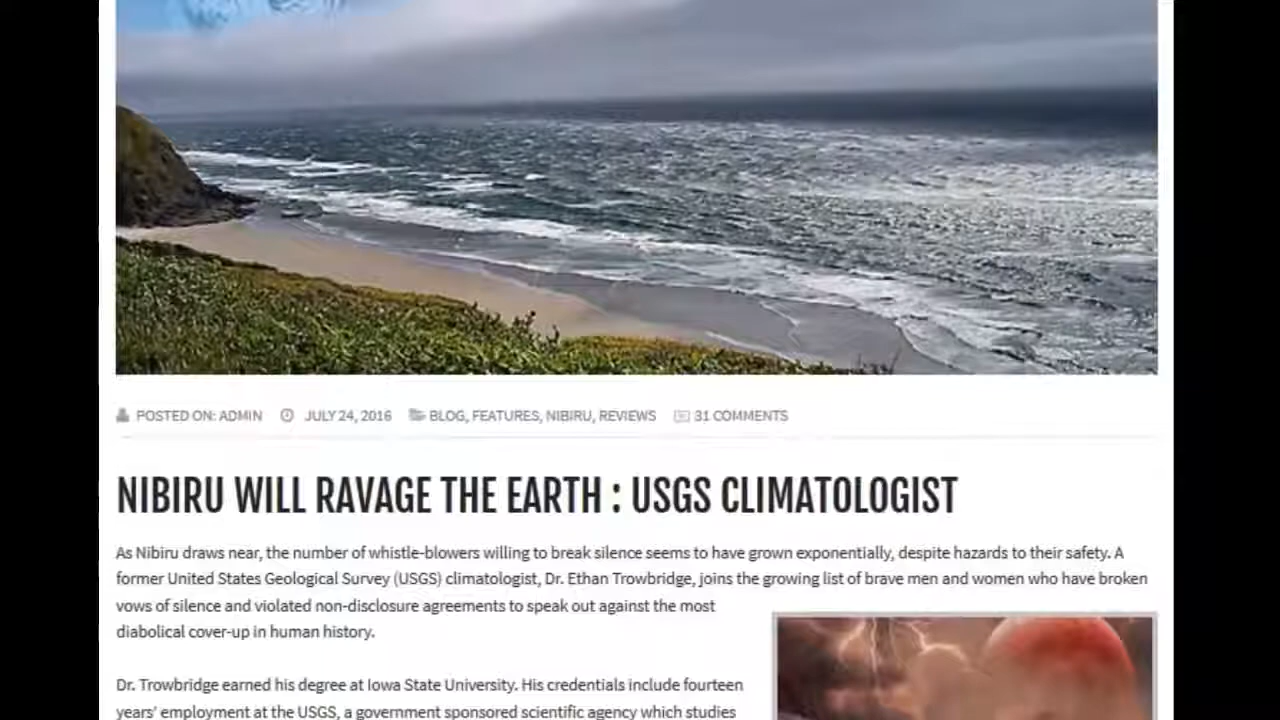 POSTED ON: ADMIN JULY 24, 2016 BLOG, FEATURES, NIBIRU, REVIEWS 31 COMMENTS
NIBIRU WILL RAVAGE THE EARTH : USGS CLIMATOLOGIST
As Nibiru draws near, the number of whistle-blowers willing to break silence seems to have grown exponentially, despite hazards to their safety. A
former United States Geological Survey (USGS) climatologist, Dr. Ethan Trowbridge, joins the growing list of brave men and women who have broken
vows of silence and violated non-disclosure agreements to speak out against the most
diabolical cover-up in human history.
Dr. Trowbridge earned his degree at Iowa State University. His credentials include fourteen
years' employment at the USGS, a government sponsored scientific agency which studies